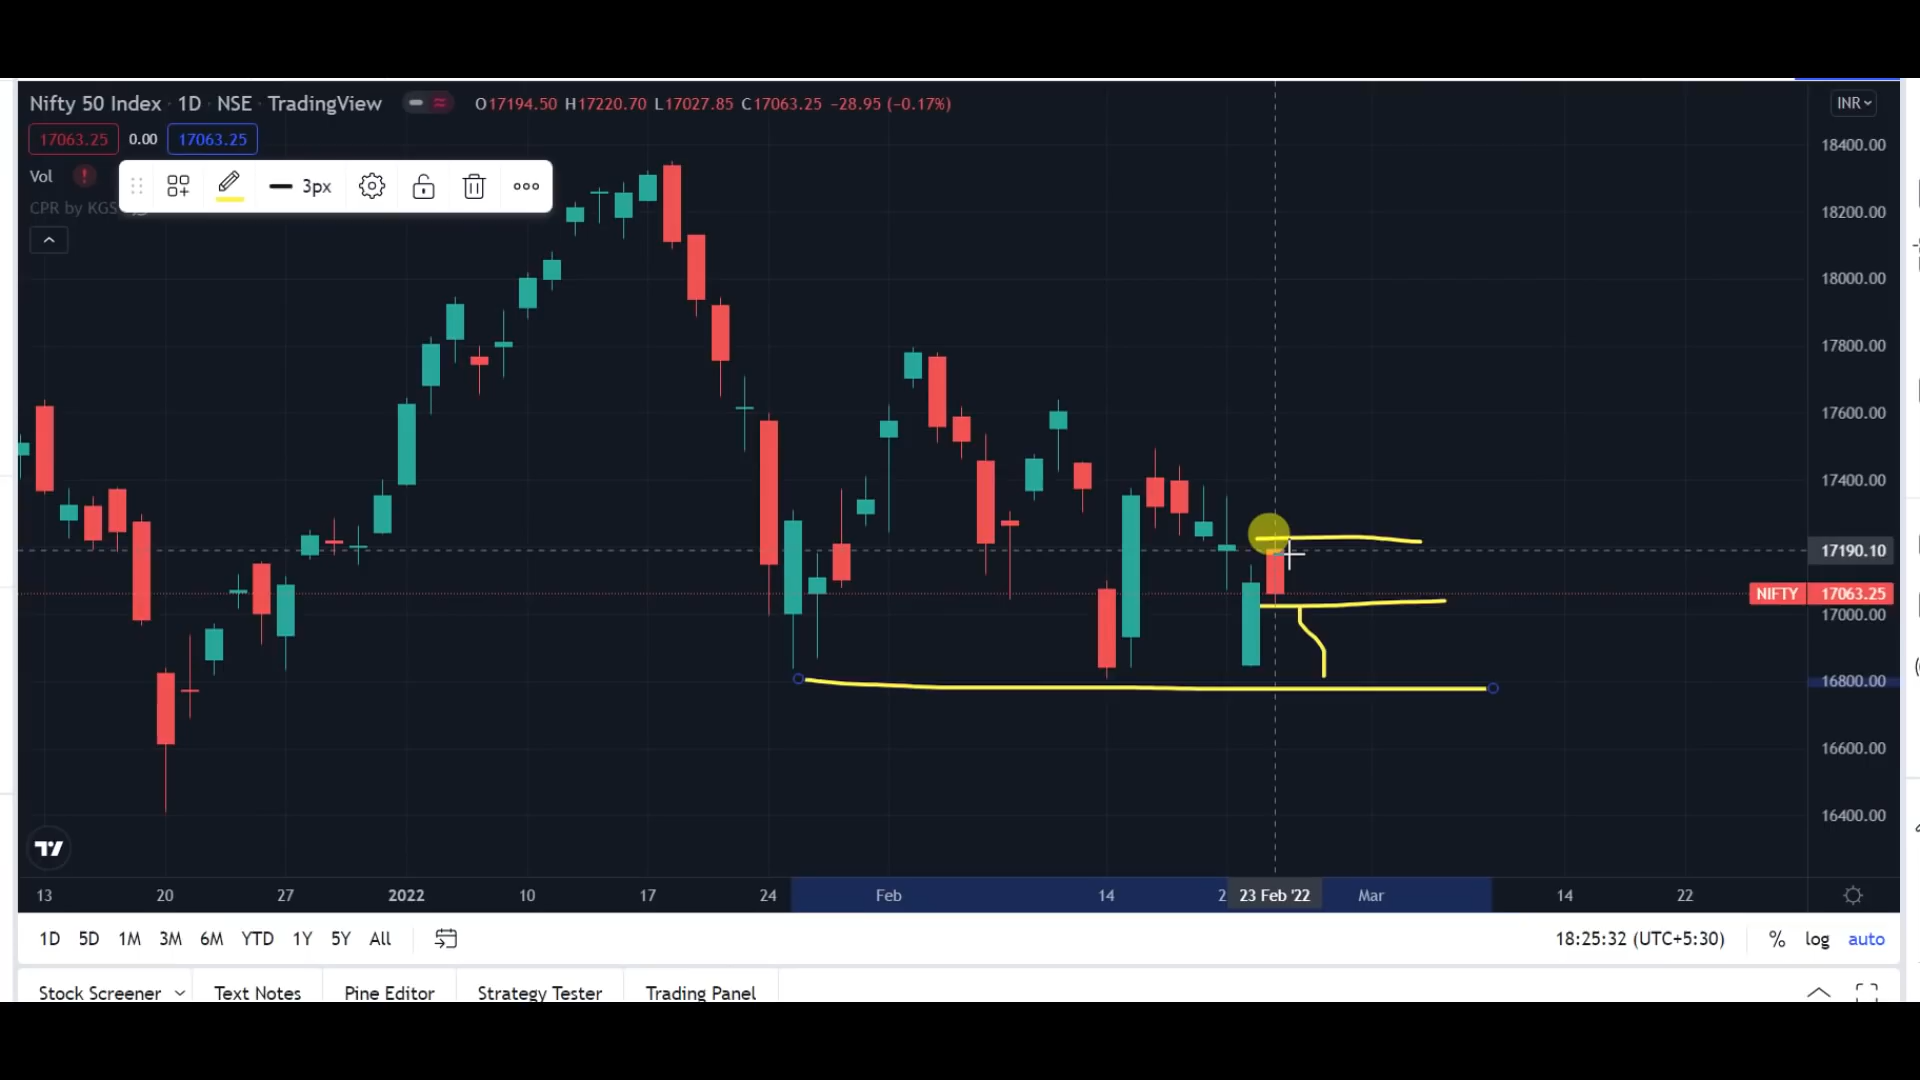 Nifty 50 Index · 1D · NSE · TradingView O17194.50 H17220.70 L17027.85 C17063.25 −28.95 (−0.17%) INR
17063.25 0.00 17063.25
Vol
3px
CPR by KGS
18400.00
18200.00
18000.00
17800.00
17600.00
17400.00
17190.10
NIFTY 17063.25
17000.00
16800.00
16600.00
16400.00
13 20 27 2022 10 17 24 Feb 14 2 23 Feb '22 Mar 14 22
1D 5D 1M 3M 6M YTD 1Y 5Y All 18:25:32 (UTC+5:30) % log auto
Stock Screener Text Notes Pine Editor Strategy Tester Trading Panel